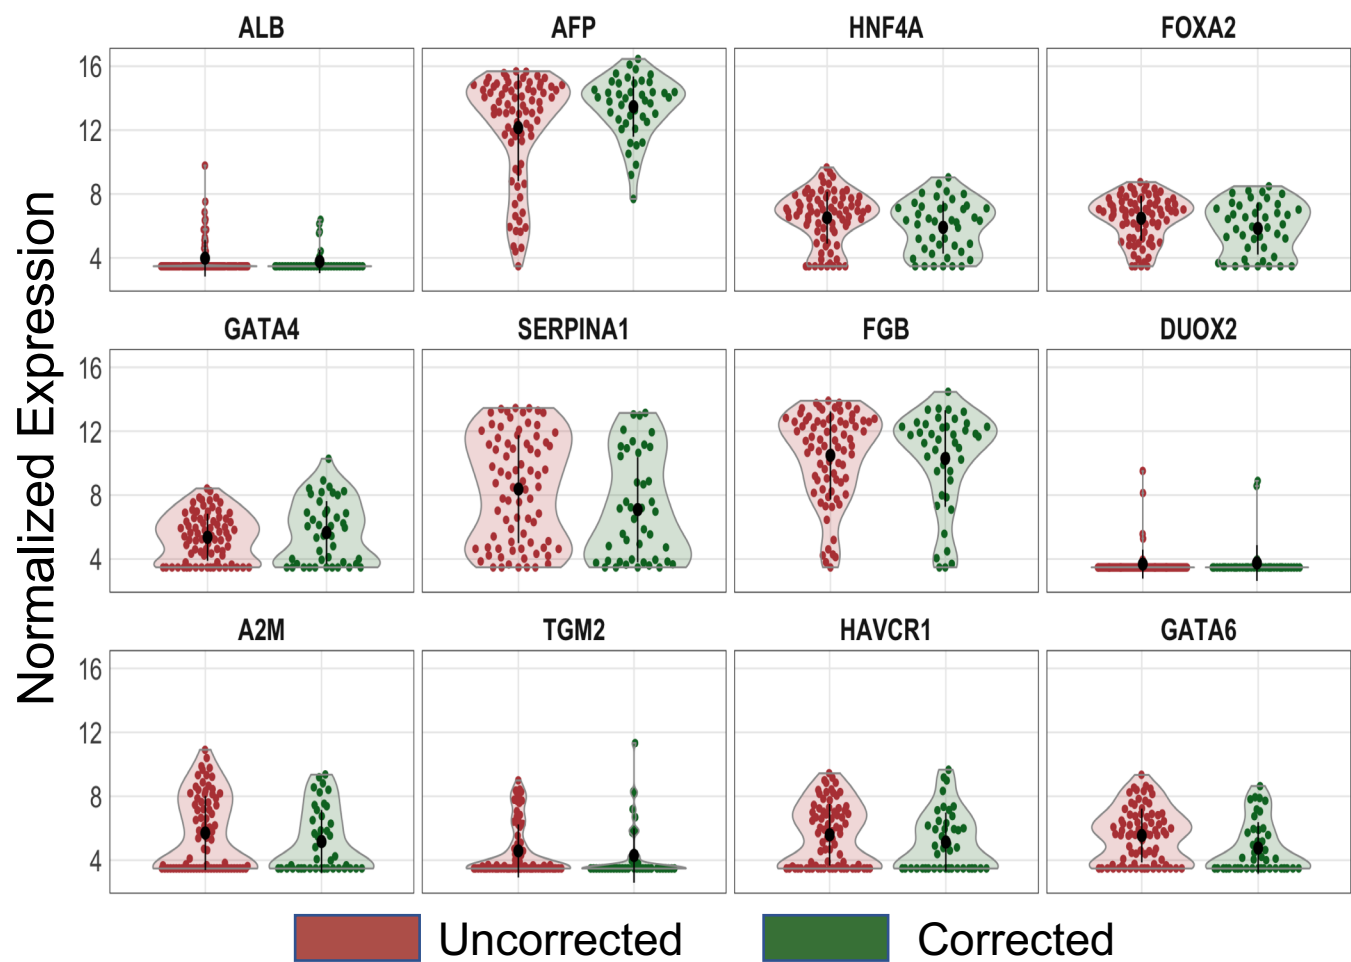 ALB AFP HNF4A FOXA2
16
12
8
4
GATA4 SERPINA1 FGB DUOX2
16
12
8
4
A2M TGM2 HAVCR1 GATA6
16
12
8
4
Normalized Expression
Uncorrected Corrected